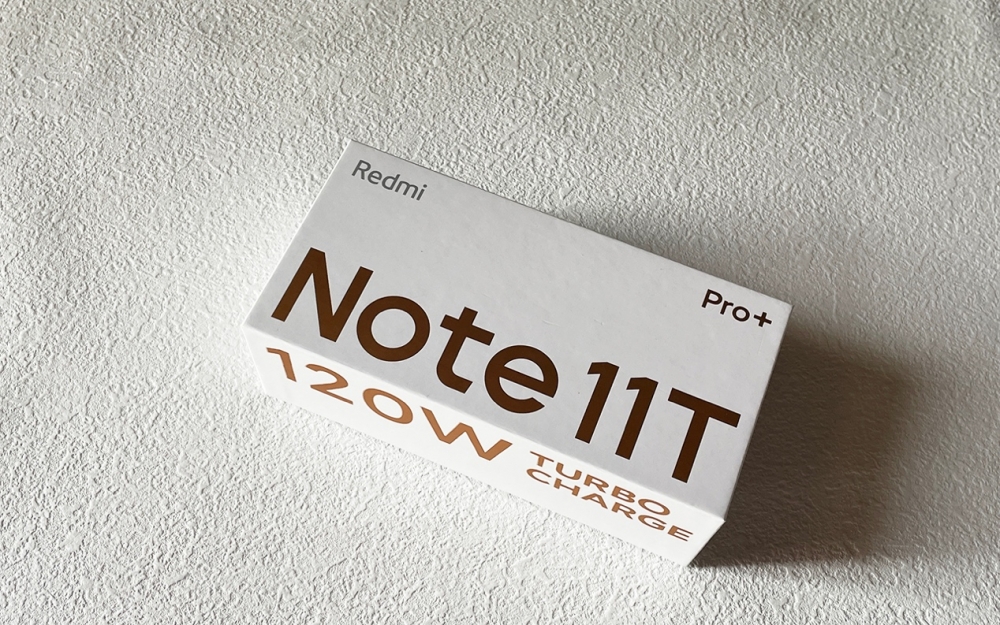 Redmi
Pro+
Note 11T
120W
TURBO
CHARGE